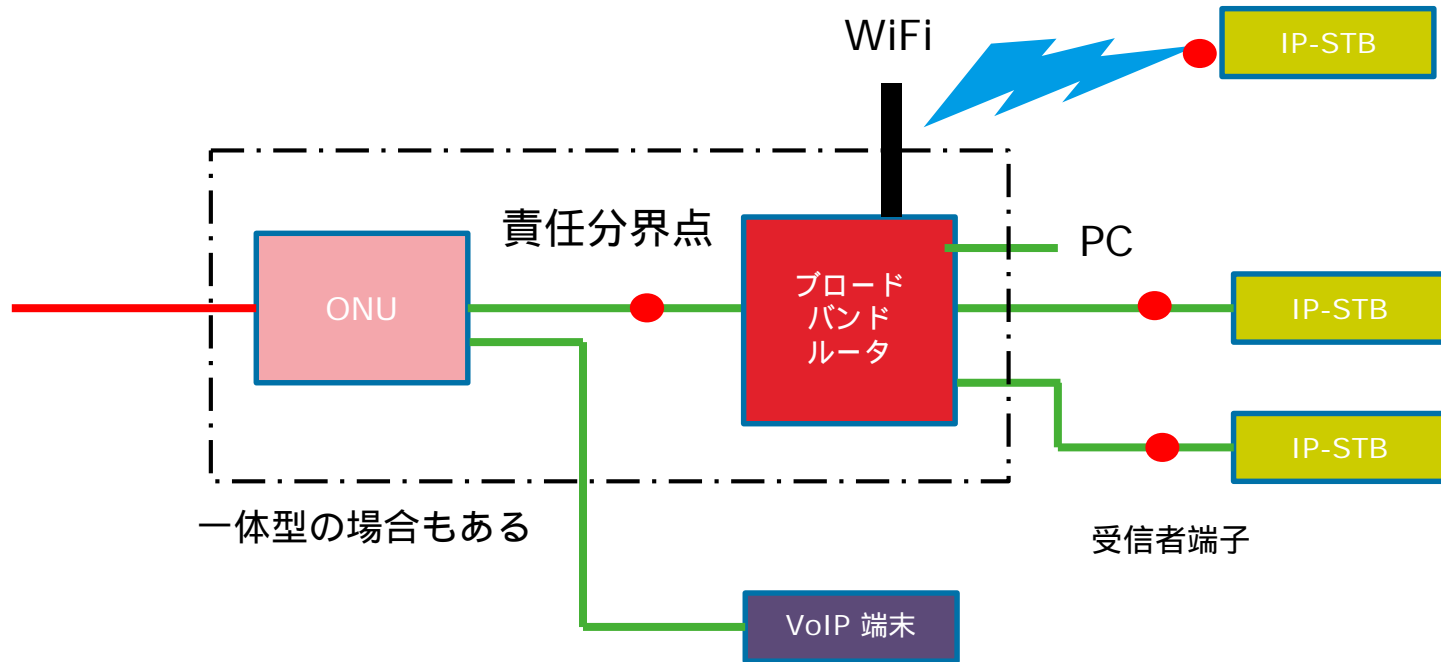 WiFi
IP-STB
責任分界点
PC
ONU
ブロード
バンド
ルータ
IP-STB
IP-STB
一体型の場合もある
受信者端子
VoIP 端末